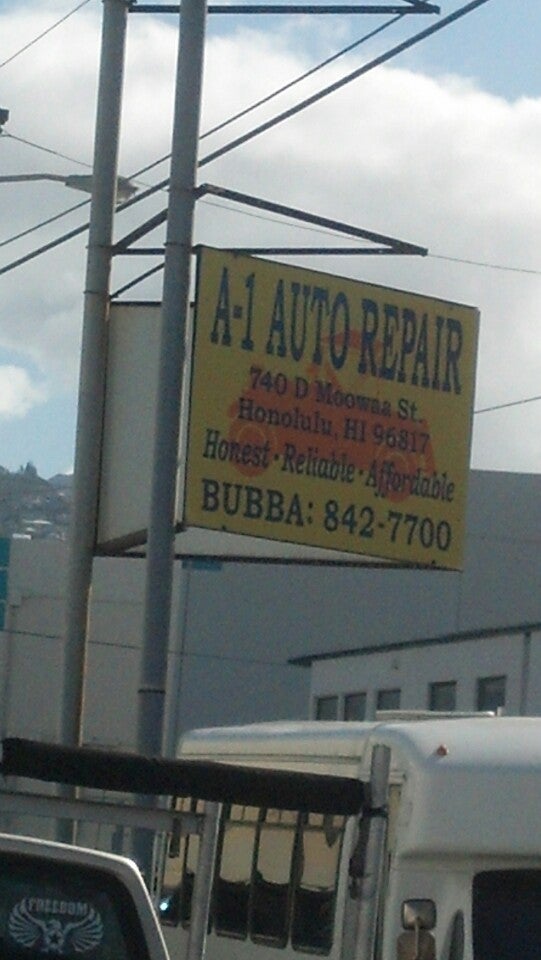 A-1 AUTO REPAIR
740 D Moowaa St.
Honolulu, HI 96817
Honest · Reliable · Affordable
BUBBA: 842-7700
FREEDOM